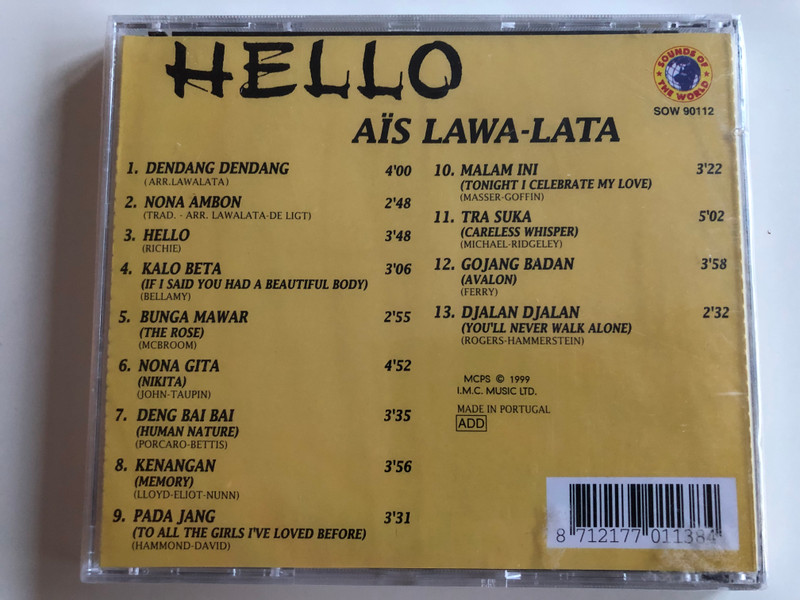 HELLO
AÏS LAWA-LATA
SOUNDS OF THE WORLD
SOW 90112
1. DENDANG DENDANG 4'00
(ARR.LAWALATA)
2. NONA AMBON 2'48
(TRAD. - ARR. LAWALATA-DE LIGT)
3. HELLO 3'48
(RICHIE)
4. KALO BETA 3'06
(IF I SAID YOU HAD A BEAUTIFUL BODY)
(BELLAMY)
5. BUNGA MAWAR 2'55
(THE ROSE)
(MCBROOM)
6. NONA GITA 4'52
(NIKITA)
(JOHN-TAUPIN)
7. DENG BAI BAI 3'35
(HUMAN NATURE)
(PORCARO-BETTIS)
8. KENANGAN 3'56
(MEMORY)
(LLOYD-ELIOT-NUNN)
9. PADA JANG 3'31
(TO ALL THE GIRLS I'VE LOVED BEFORE)
(HAMMOND-DAVID)
10. MALAM INI 3'22
(TONIGHT I CELEBRATE MY LOVE)
(MASSER-GOFFIN)
11. TRA SUKA 5'02
(CARELESS WHISPER)
(MICHAEL-RIDGELEY)
12. GOJANG BADAN 3'58
(AVALON)
(FERRY)
13. DJALAN DJALAN 2'32
(YOU'LL NEVER WALK ALONE)
(ROGERS-HAMMERSTEIN)
MCPS © 1999
I.M.C. MUSIC LTD.
MADE IN PORTUGAL
ADD
8 712177 011384